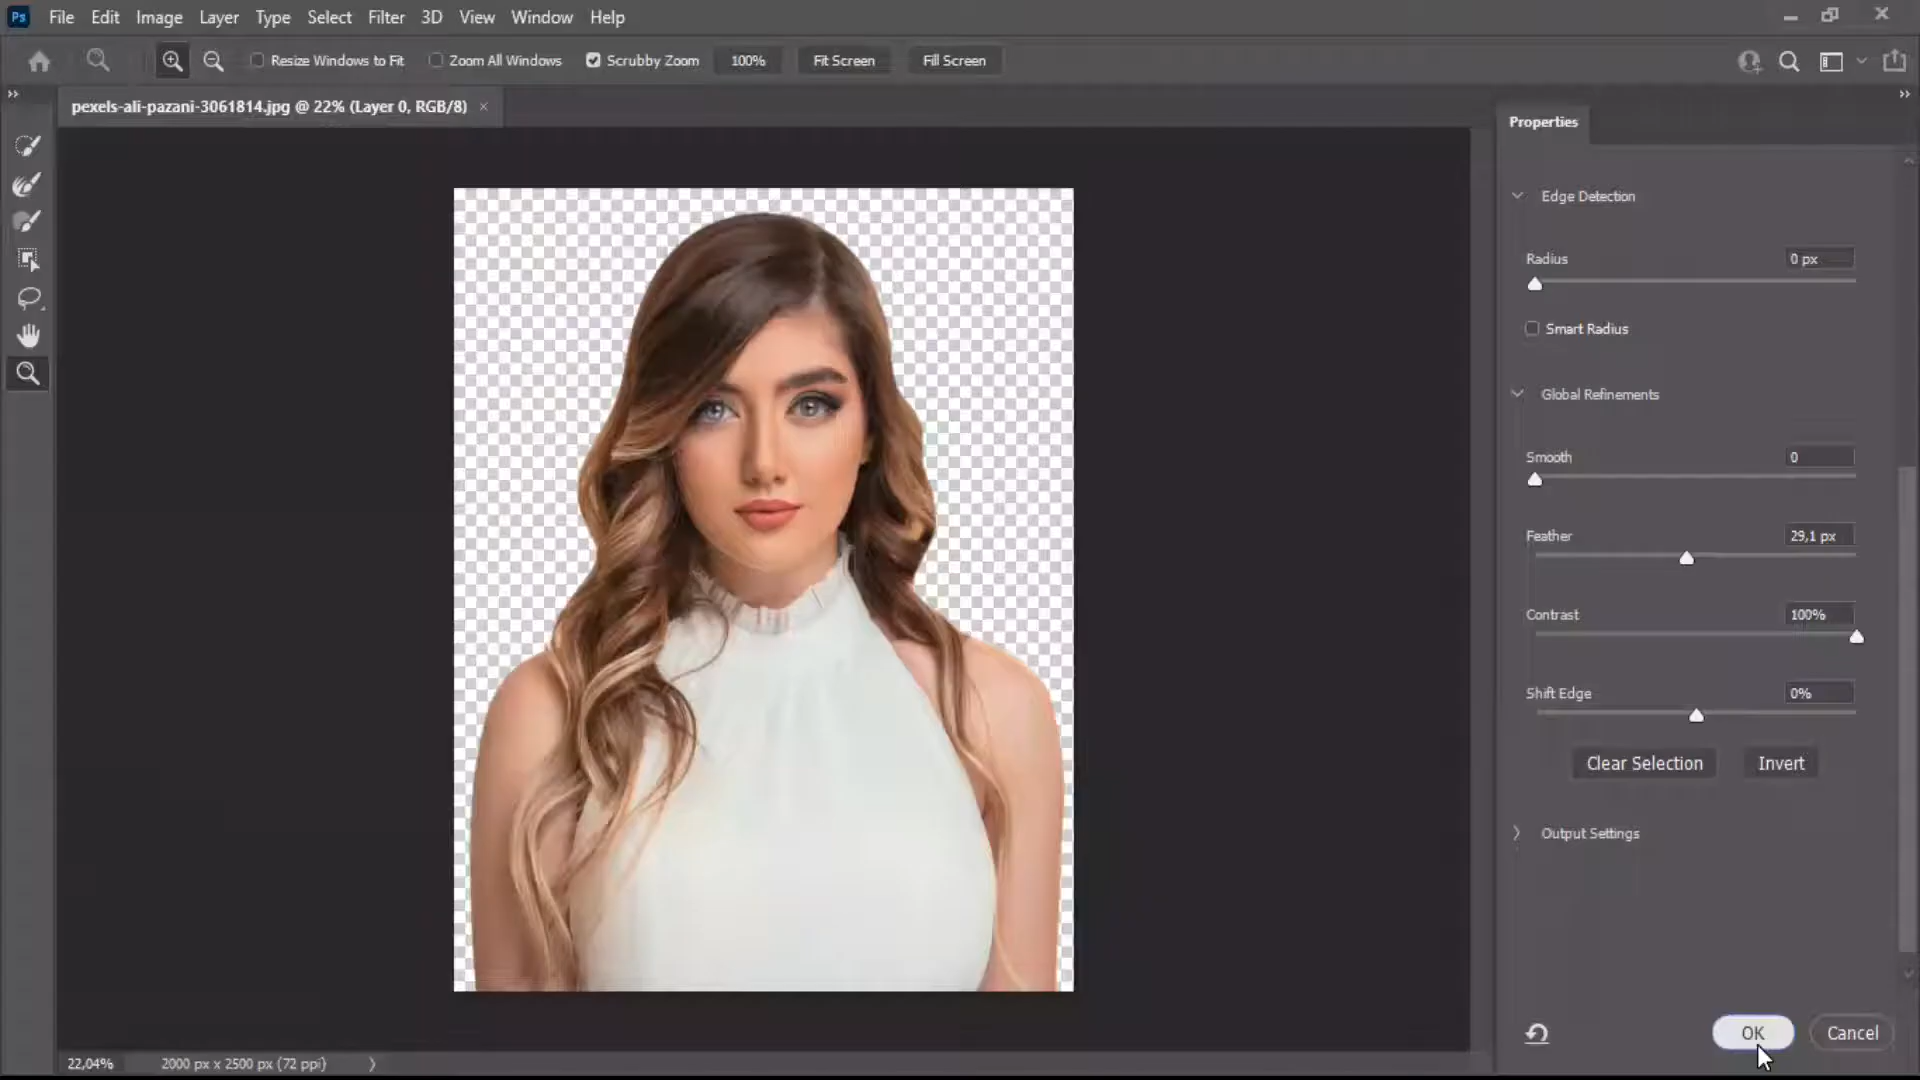 Ps File Edit Image Layer Type Select Filter 3D View Window Help
Resize Windows to Fit Zoom All Windows Scrubby Zoom 100% Fit Screen Fill Screen
pexels-ali-pazani-3061814.jpg @ 22% (Layer 0, RGB/8) ×
Properties
Edge Detection
Radius 0 px
Smart Radius
Global Refinements
Smooth 0
Feather 29,1 px
Contrast 100%
Shift Edge 0%
Clear Selection Invert
Output Settings
OK Cancel
22,04% 2000 px x 2500 px (72 ppi)